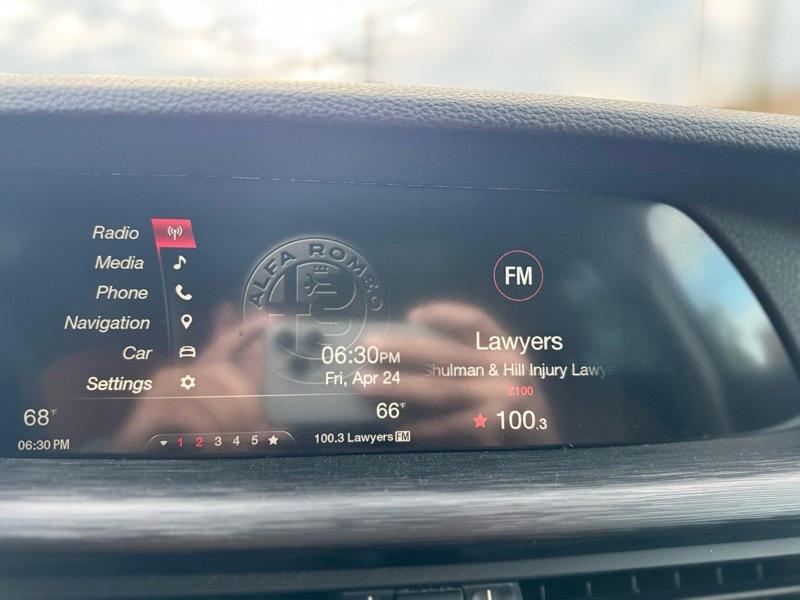 Radio
Media
Phone
Navigation
Car
Settings
ALFA ROMEO
06:30PM
Fri, Apr 24
68°F
06:30 PM
1 2 3 4 5
66°F
100.3 Lawyers FM
FM
Lawyers
Shulman & Hill Injury Lawye
Z100
100.3